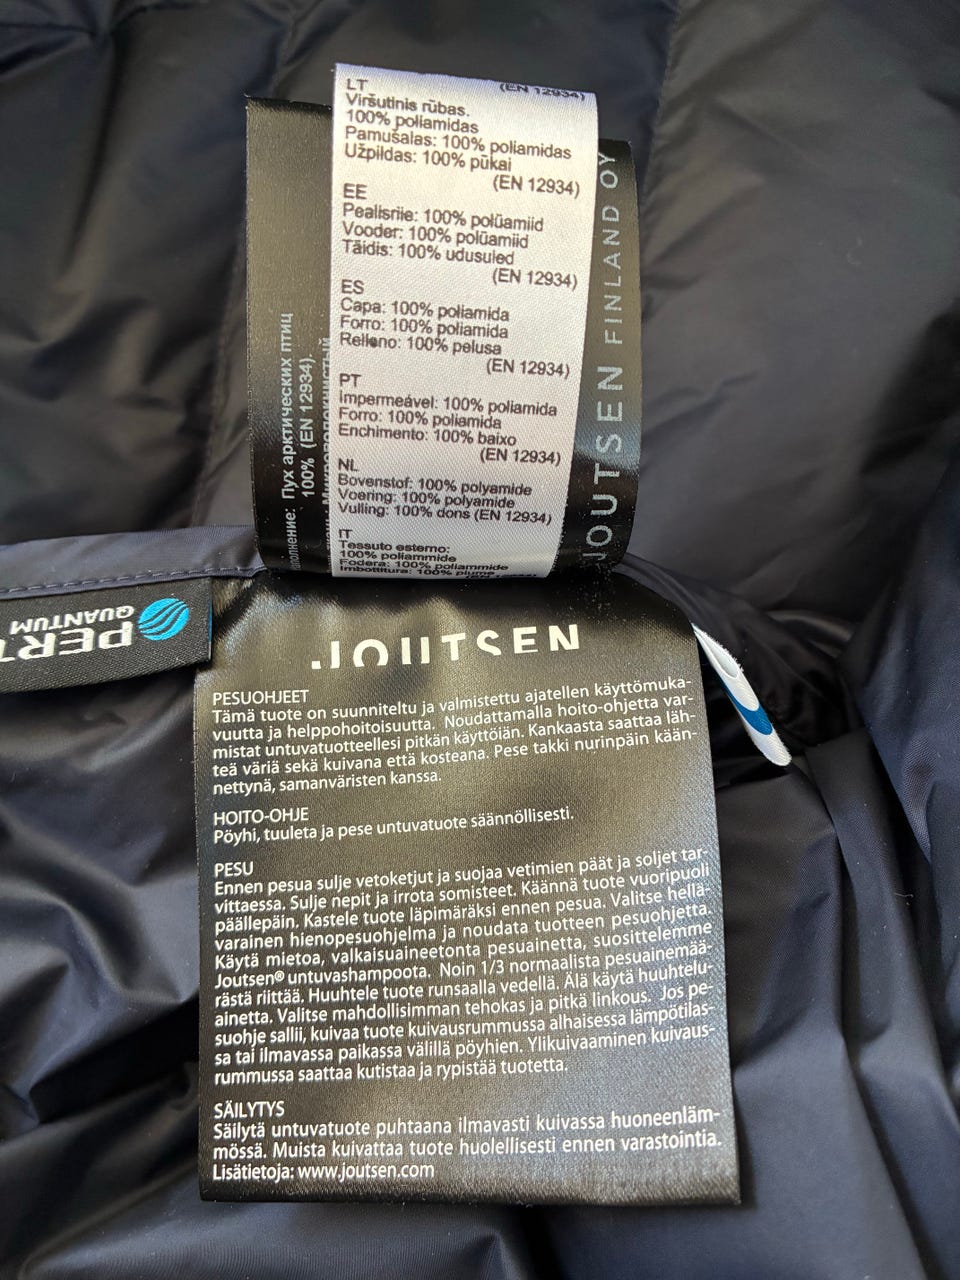 (EN 12934)
LT
Viršutinis rūbas.
100% poliamidas
Pamušalas: 100% poliamidas
Užpildas: 100% pūkai
(EN 12934)
EE
Pealisriie: 100% polüamiid
Vooder: 100% polüamiid
Täidis: 100% udusuled
(EN 12934)
ES
Capa: 100% poliamida
Forro: 100% poliamida
Relleno: 100% pelusa
(EN 12934)
PT
Impermeável: 100% poliamida
Forro: 100% poliamida
Enchimento: 100% baixo
(EN 12934)
NL
Bovenstof: 100% polyamide
Voering: 100% polyamide
Vulling: 100% dons (EN 12934)
IT
Tessuto esterno:
100% poliammide
Fodera: 100% poliammide
Imbottitura: 100% piume
Пух арктических птиц
100% (EN 12934).
JOUTSEN FINLAND OY
PERT
QUANTUM
JOUTSEN
PESUOHJEET
Tämä tuote on suunniteltu ja valmistettu ajatellen käyttömuka-
vuutta ja helppohoitoisuutta. Noudattamalla hoito-ohjetta var-
mistat untuvatuotteellesi pitkän käyttöiän. Kankaasta saattaa läh-
teä väriä sekä kuivana että kosteana. Pese takki nurinpäin kään-
nettynä, samanväristen kanssa.
HOITO-OHJE
Pöyhi, tuuleta ja pese untuvatuote säännöllisesti.
PESU
Ennen pesua sulje vetoketjut ja suojaa vetimien päät ja soljet tar-
vittaessa. Sulje nepit ja irrota somisteet. Käännä tuote vuoripuoli
päällepäin. Kastele tuote läpimäräksi ennen pesua. Valitse hellä-
varainen hienopesuohjelma ja noudata tuotteen pesuohjetta.
Käytä mietoa, valkaisuaineetonta pesuainetta, suosittelemme
Joutsen® untuvashampoota. Noin 1/3 normaalista pesuainemää-
rästä riittää. Huuhtele tuote runsaalla vedellä. Älä käytä huuhtelu-
ainetta. Valitse mahdollisimman tehokas ja pitkä linkous. Jos pe-
suohje sallii, kuivaa tuote kuivausrummussa alhaisessa lämpötilas-
sa tai ilmavassa paikassa välillä pöyhien. Ylikuivaaminen kuivaus-
rummussa saattaa kutistaa ja rypistää tuotetta.
SÄILYTYS
Säilytä untuvatuote puhtaana ilmavasti kuivassa huoneenläm-
mössä. Muista kuivattaa tuote huolellisesti ennen varastointia.
Lisätietoja: www.joutsen.com